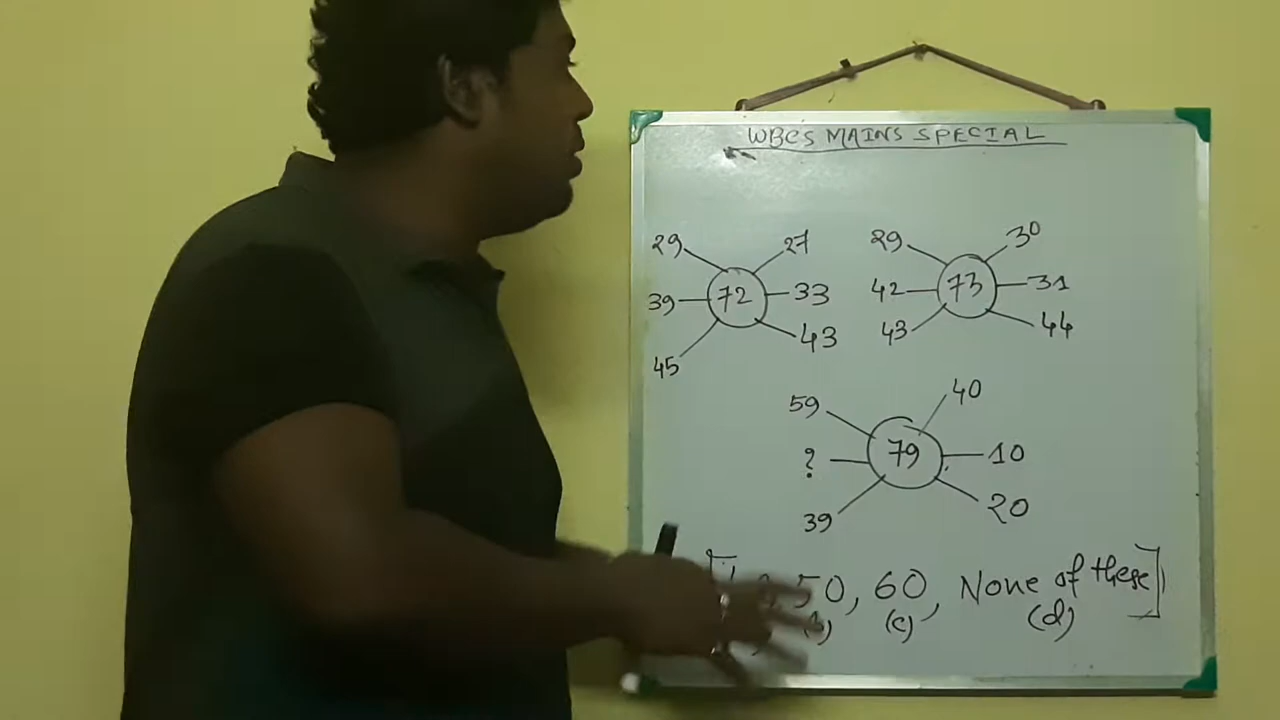 WBCS MAINS SPECIAL
29 27
39 72 33
45 43
29 30
42 73 31
43 44
59 40
? 79 10
39 20
50, 60, None of these]
(c) (d)